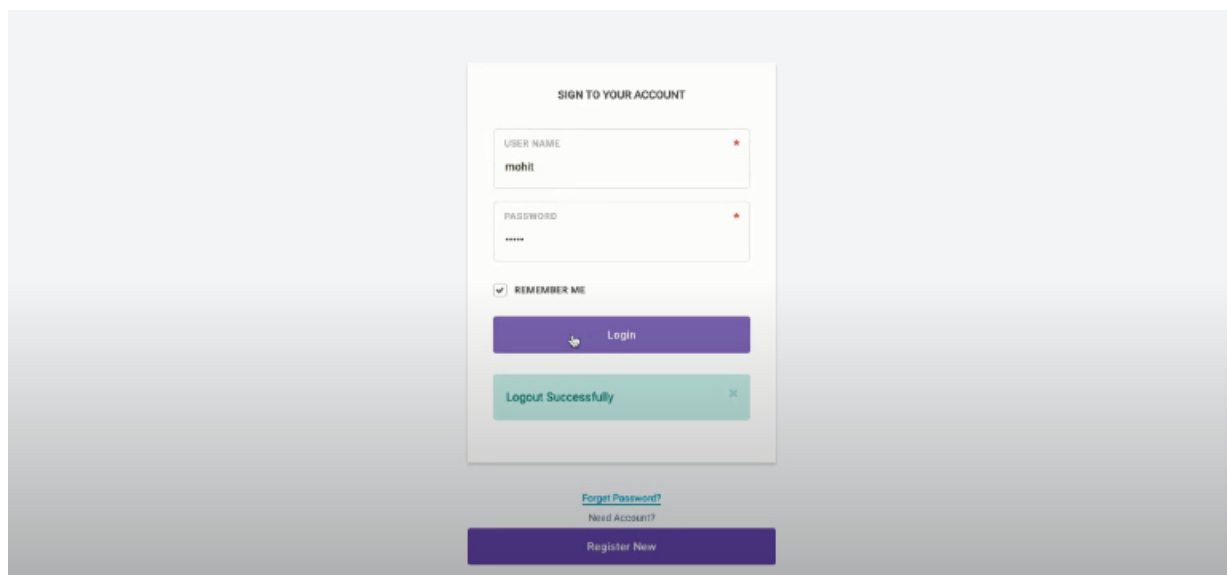 SIGN TO YOUR ACCOUNT
USER NAME *
mohit
PASSWORD *
•••••
REMEMBER ME
Login
Logout Successfully ×
Forget Password?
Need Account?
Register New